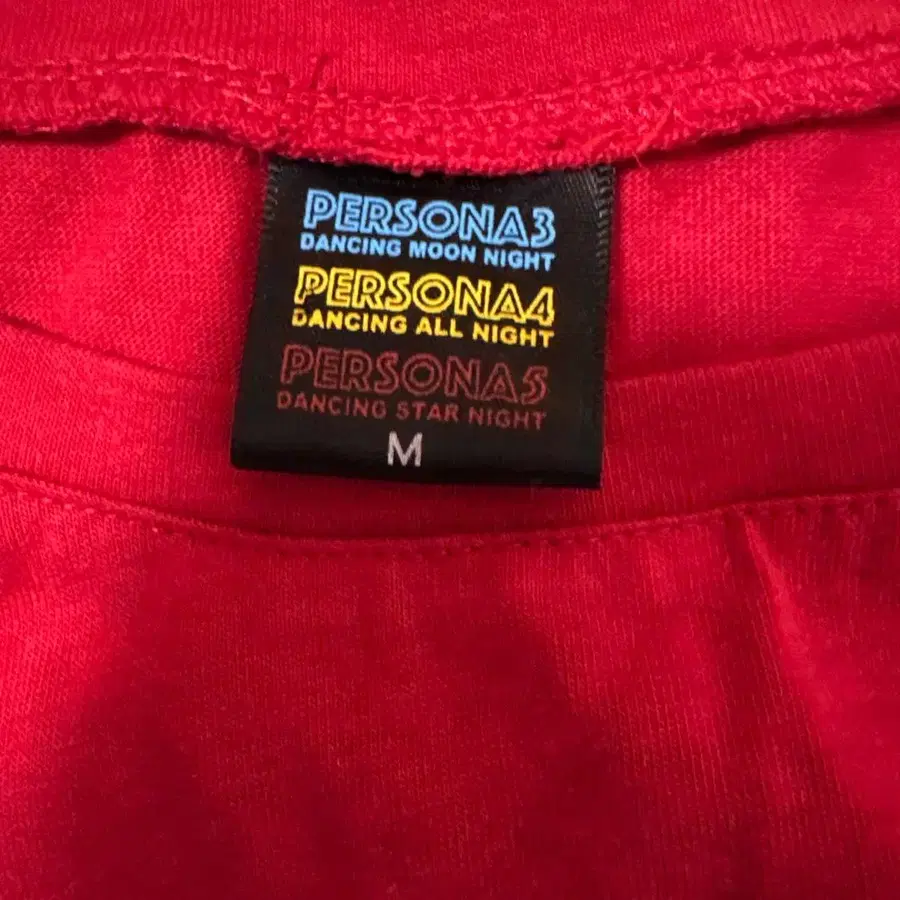 PERSONA3
DANCING MOON NIGHT
PERSONA4
DANCING ALL NIGHT
PERSONA5
DANCING STAR NIGHT
M